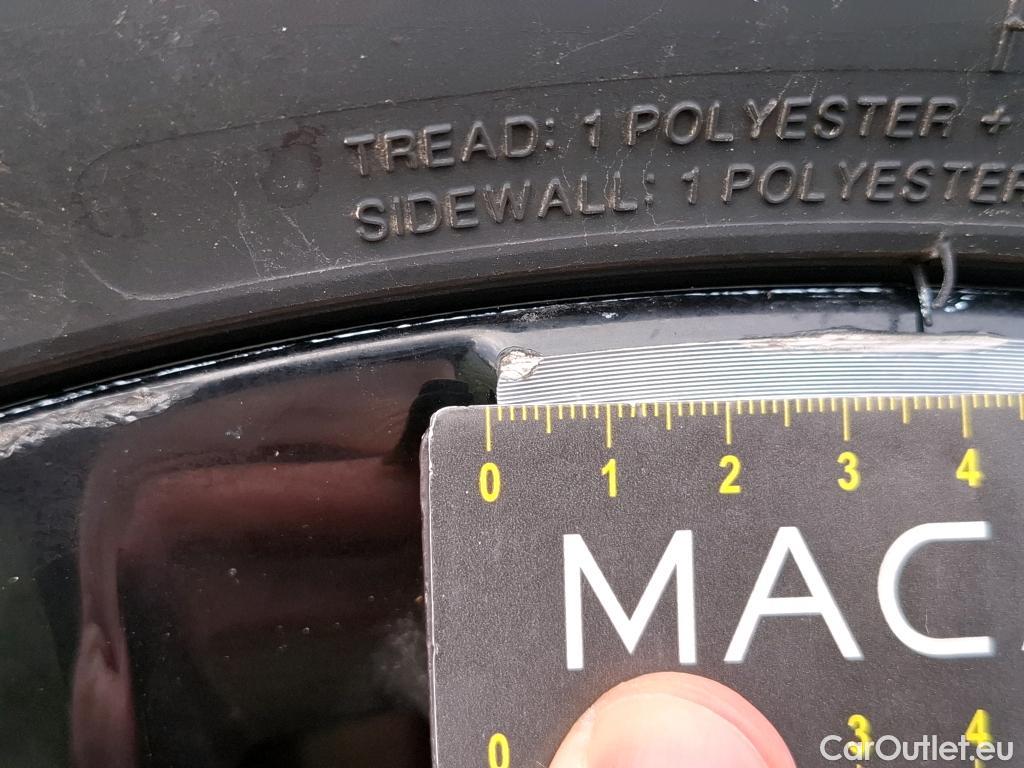 TREAD: 1 POLYESTER +
SIDEWALL: 1 POLYESTER
0 1 2 3 4
MAC
0 3 4
CarOutlet.eu